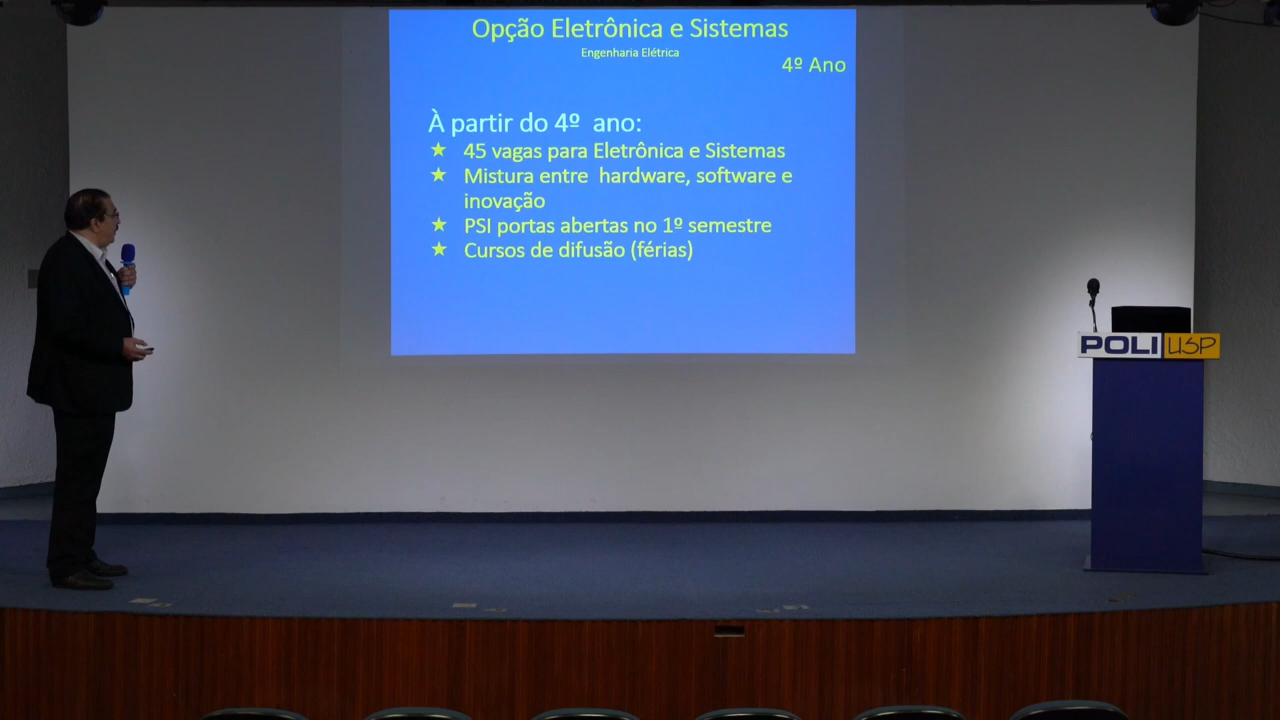 Opção Eletrônica e Sistemas
Engenharia Elétrica
4º Ano
À partir do 4º ano:
★ 45 vagas para Eletrônica e Sistemas
★ Mistura entre hardware, software e
inovação
★ PSI portas abertas no 1º semestre
★ Cursos de difusão (férias)
POLI USP